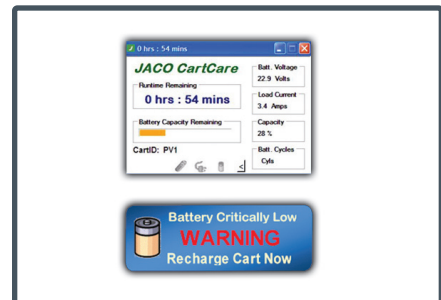 0 hrs : 54 mins
JACO CartCare
Runtime Remaining
0 hrs : 54 mins
Battery Capacity Remaining
CartID: PV1
<
Batt. Voltage
22.9 Volts
Load Current
3.4 Amps
Capacity
28 %
Batt. Cycles
Cyls
Battery Critically Low
WARNING
Recharge Cart Now